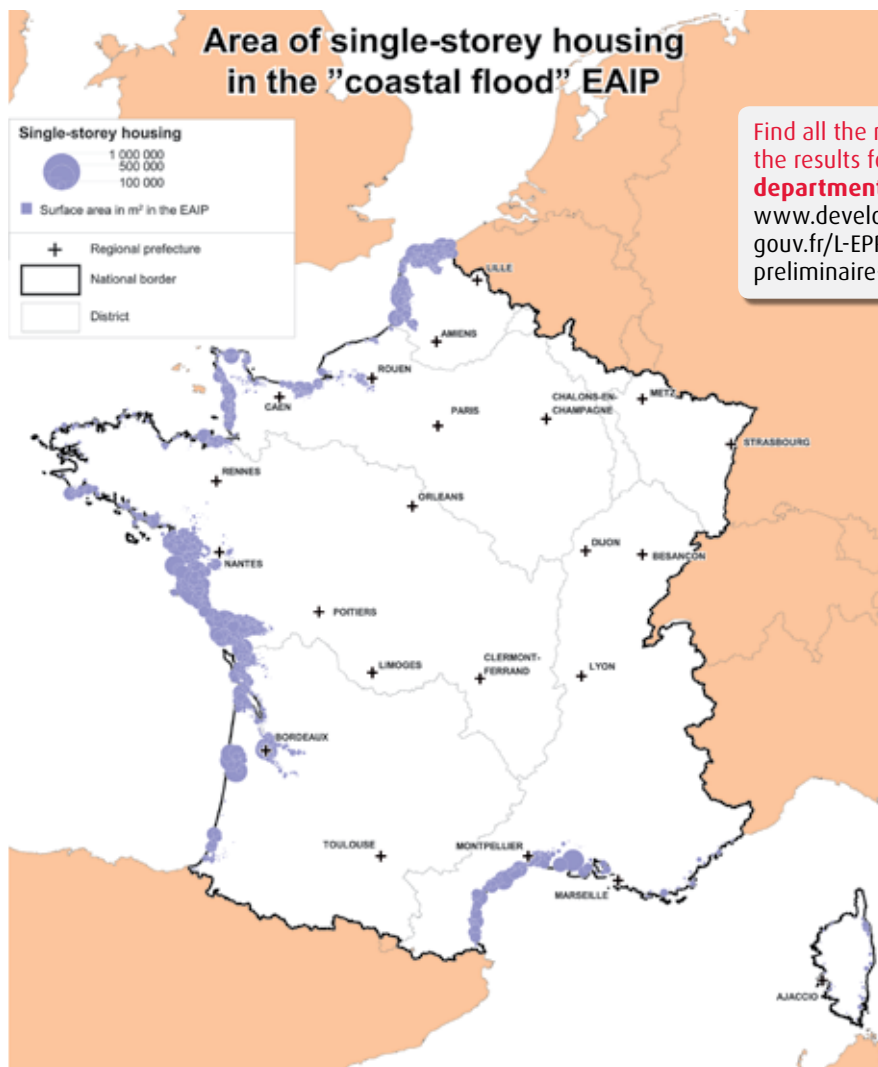 Area of single-storey housing
in the ”coastal flood” EAIP
Single-storey housing
1 000 000
500 000
100 000
Surface area in m² in the EAIP
Regional prefecture
National border
District
Find all the
the results
department
www.develo
gouv.fr/L-EP
preliminaire
LILLE
AMIENS
ROUEN
CAEN
PARIS
CHALONS-EN-
CHAMPAGNE
METZ
STRASBOURG
RENNES
ORLEANS
NANTES
DIJON
BESANCON
POITIERS
LIMOGES
CLERMONT-
FERRAND
LYON
BORDEAUX
TOULOUSE
MONTPELLIER
MARSEILLE
AJACCIO